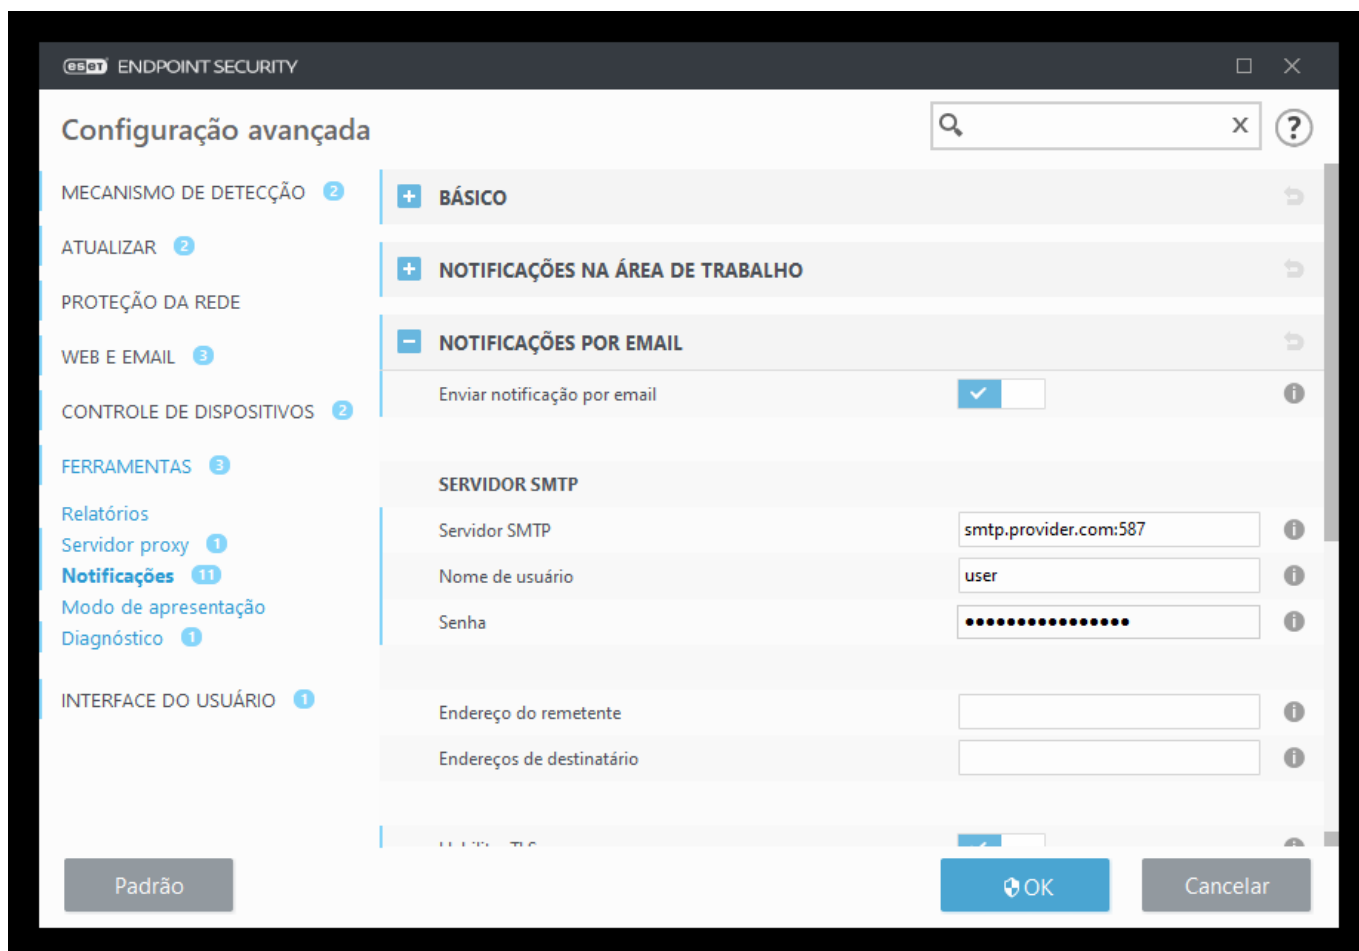 eset ENDPOINT SECURITY
Configuração avançada
x
?
MECANISMO DE DETECÇÃO 2
ATUALIZAR 2
PROTEÇÃO DA REDE
WEB E EMAIL 3
CONTROLE DE DISPOSITIVOS 2
FERRAMENTAS 3
Relatórios
Servidor proxy 1
Notificações 11
Modo de apresentação
Diagnóstico 1
INTERFACE DO USUÁRIO 1
BÁSICO
NOTIFICAÇÕES NA ÁREA DE TRABALHO
NOTIFICAÇÕES POR EMAIL
Enviar notificação por email
SERVIDOR SMTP
Servidor SMTP smtp.provider.com:587
Nome de usuário user
Senha ••••••••••••••••
Endereço do remetente
Endereços de destinatário
Padrão
OK
Cancelar